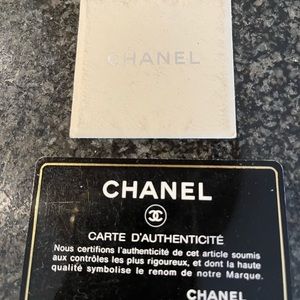 CHANEL
CHANEL
CARTE D'AUTHENTICITÉ
Nous certifions l'authenticité de cet article soumis
aux contrôles les plus rigoureux, et dont la haute
qualité symbolise le renom de notre Marque.
CHANEL